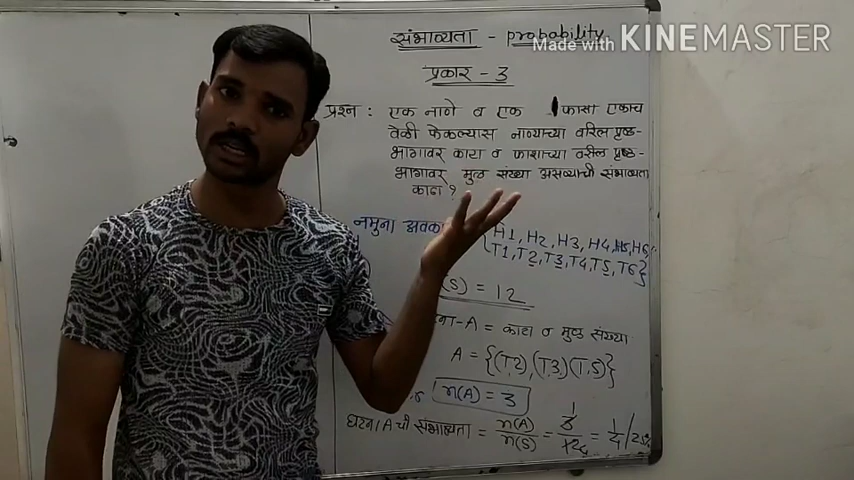 Made with KINEMASTER
संभाव्यता - probability
प्रकार - 3
प्रश्न : एक नाणे व एक फासा एकाच
वेळी फेकल्यास नाण्याच्या वरिल पृष्ठ-
भागावर काटा व फाशाच्या वरील पृष्ठ-
भागावर मुळ संख्या असण्याची संभाव्यता
काढा ?
नमुना अवका
{H1, H2, H3, H4, H5, H6,
T1, T2, T3, T4, T5, T6}
(S) = 12
ना-A = काटा व मुळ संख्या
A = {(T,2), (T,3) (T,5)}
n(A) = 3
घटना A ची संभाव्यता = n(A)/n(S) = 3/12 = 1/4